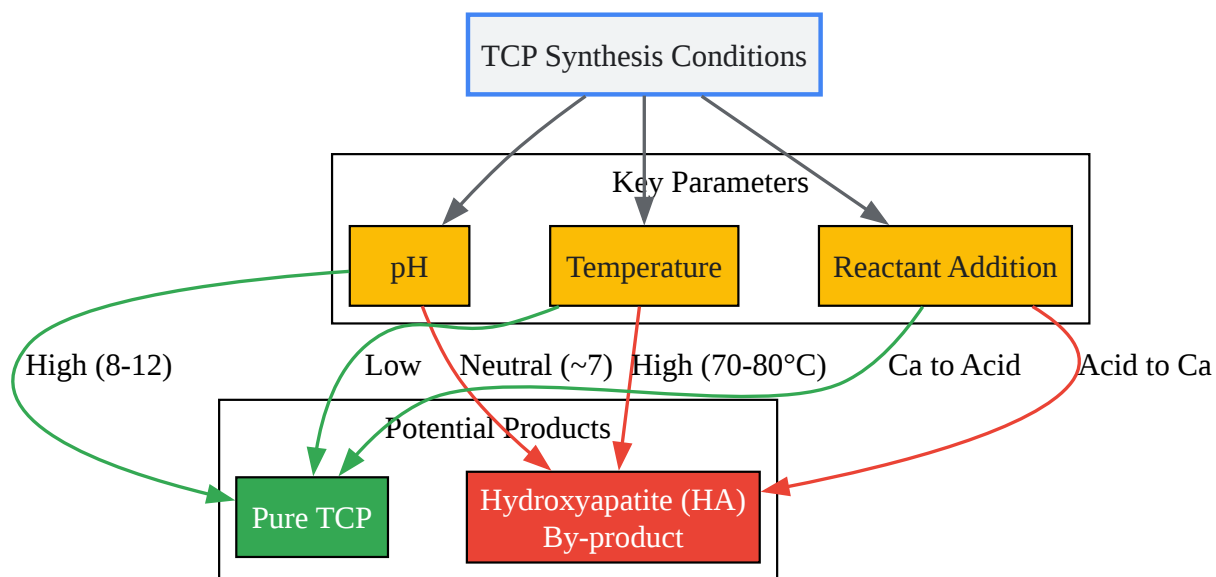 TCP Synthesis Conditions
Key Parameters
pH
Temperature
Reactant Addition
High (8-12)
Low
Neutral (~7)
High (70-80°C)
Ca to Acid
Acid to Ca
Potential Products
Pure TCP
Hydroxyapatite (HA)
By-product